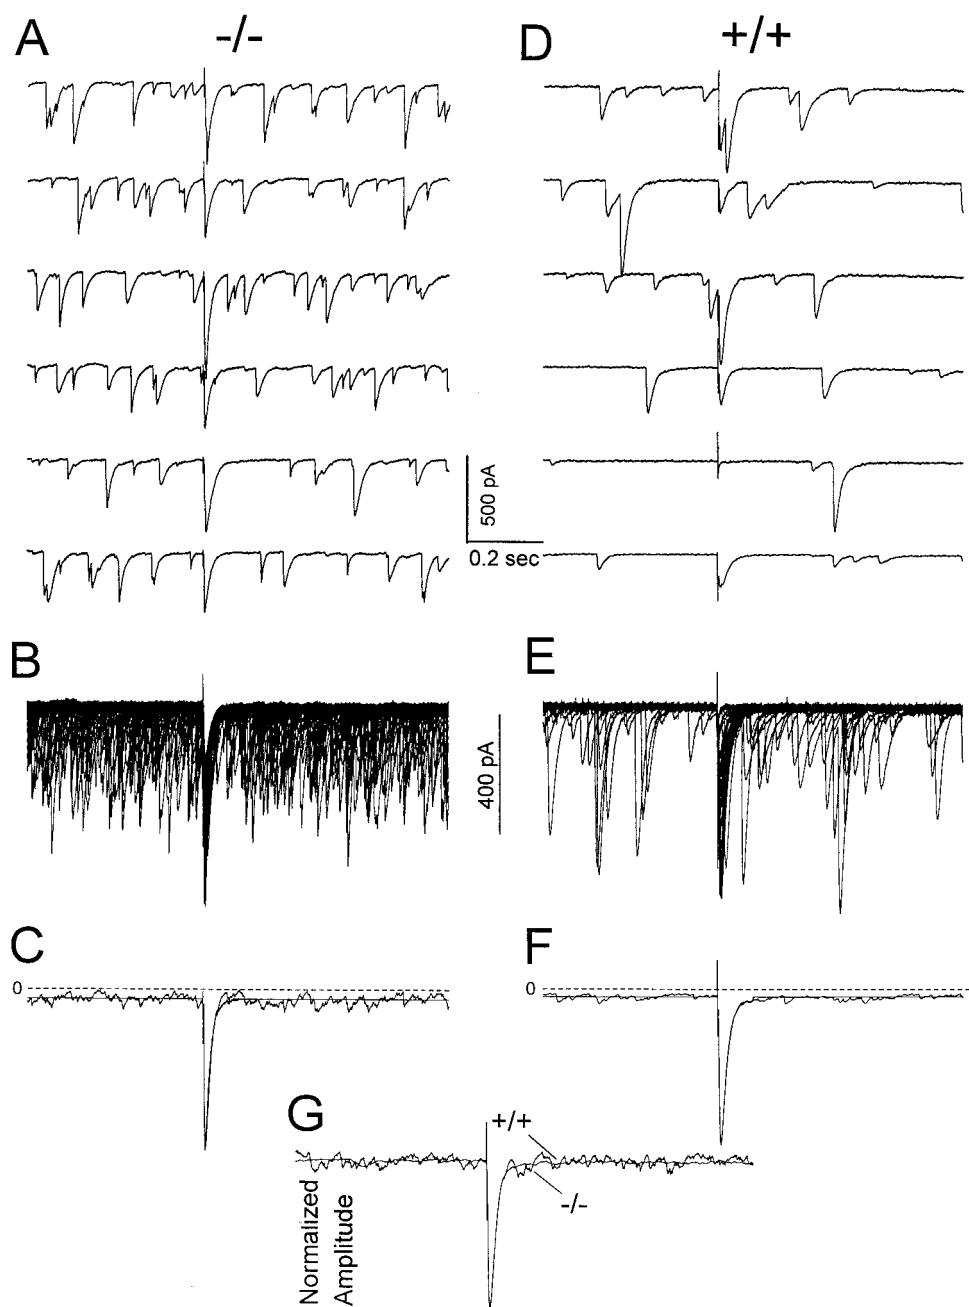 A
-/-
D
+/+
500 pA
0.2 sec
B
E
400 pA
C
F
0
0
G
+/+
-/-
Normalized
Amplitude